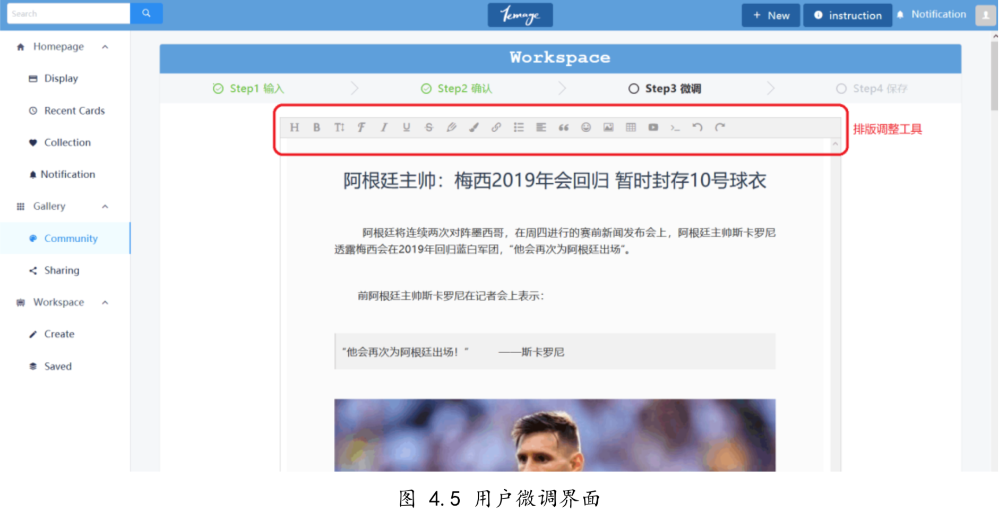 Search
Temage
+ New
instruction
Notification
Homepage
Display
Recent Cards
Collection
Notification
Gallery
Community
Sharing
Workspace
Create
Saved
Workspace
Step1 输入
Step2 确认
Step3 微调
Step4 保存
排版调整工具
阿根廷主帅：梅西2019年会回归 暂时封存10号球衣
阿根廷将连续两次对阵墨西哥，在周四进行的赛前新闻发布会上，阿根廷主帅斯卡罗尼
透露梅西会在2019年回归蓝白军团，“他会再次为阿根廷出场”。
前阿根廷主帅斯卡罗尼在记者会上表示：
“他会再次为阿根廷出场！” ——斯卡罗尼
图 4.5 用户微调界面